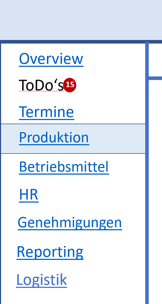 Overview
ToDo‘s 15
Termine
Produktion
Betriebsmittel
HR
Genehmigungen
Reporting
Logistik